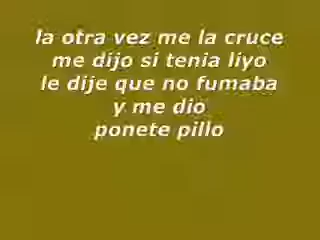 la otra vez me la cruce
me dijo si tenia liyo
le dije que no fumaba
y me dio
ponete pillo